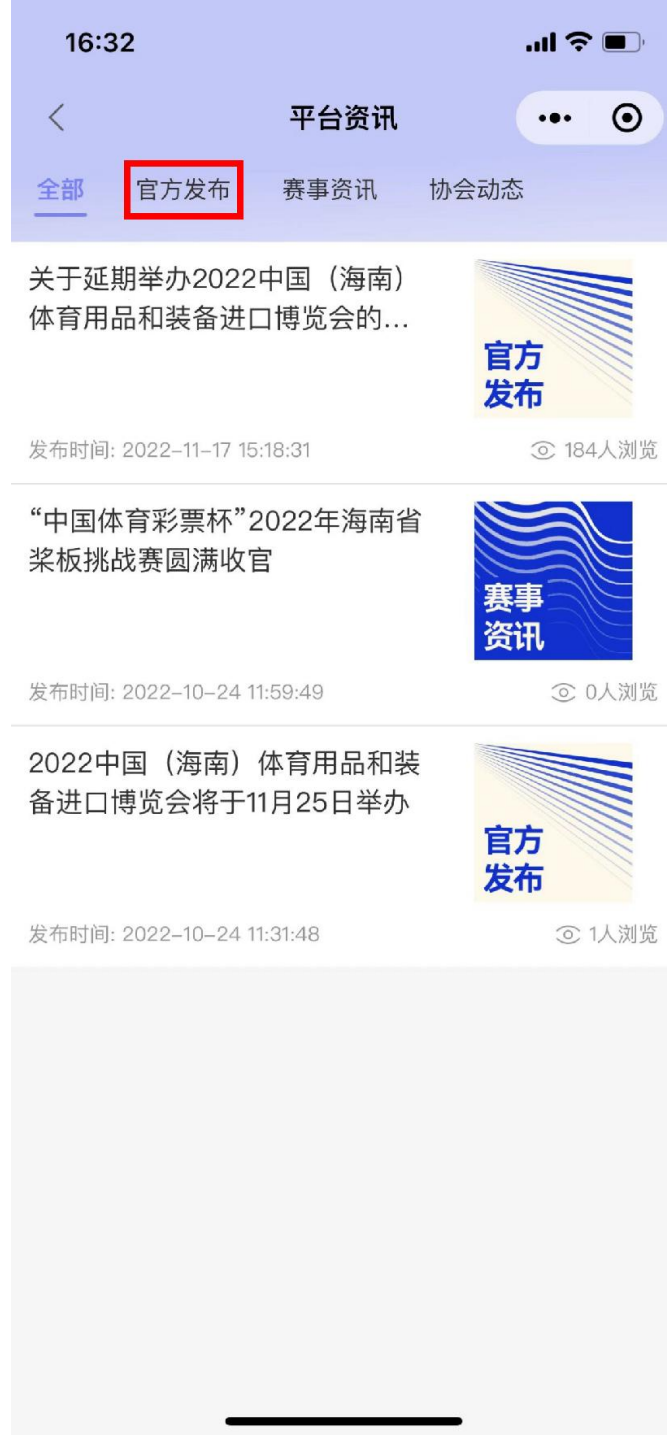 16:32
平台资讯
全部 官方发布 赛事资讯 协会动态
关于延期举办2022中国（海南）
体育用品和装备进口博览会的...
官方
发布
发布时间: 2022-11-17 15:18:31 184人浏览
“中国体育彩票杯”2022年海南省
桨板挑战赛圆满收官
赛事
资讯
发布时间: 2022-10-24 11:59:49 0人浏览
2022中国（海南）体育用品和装
备进口博览会将于11月25日举办
官方
发布
发布时间: 2022-10-24 11:31:48 1人浏览